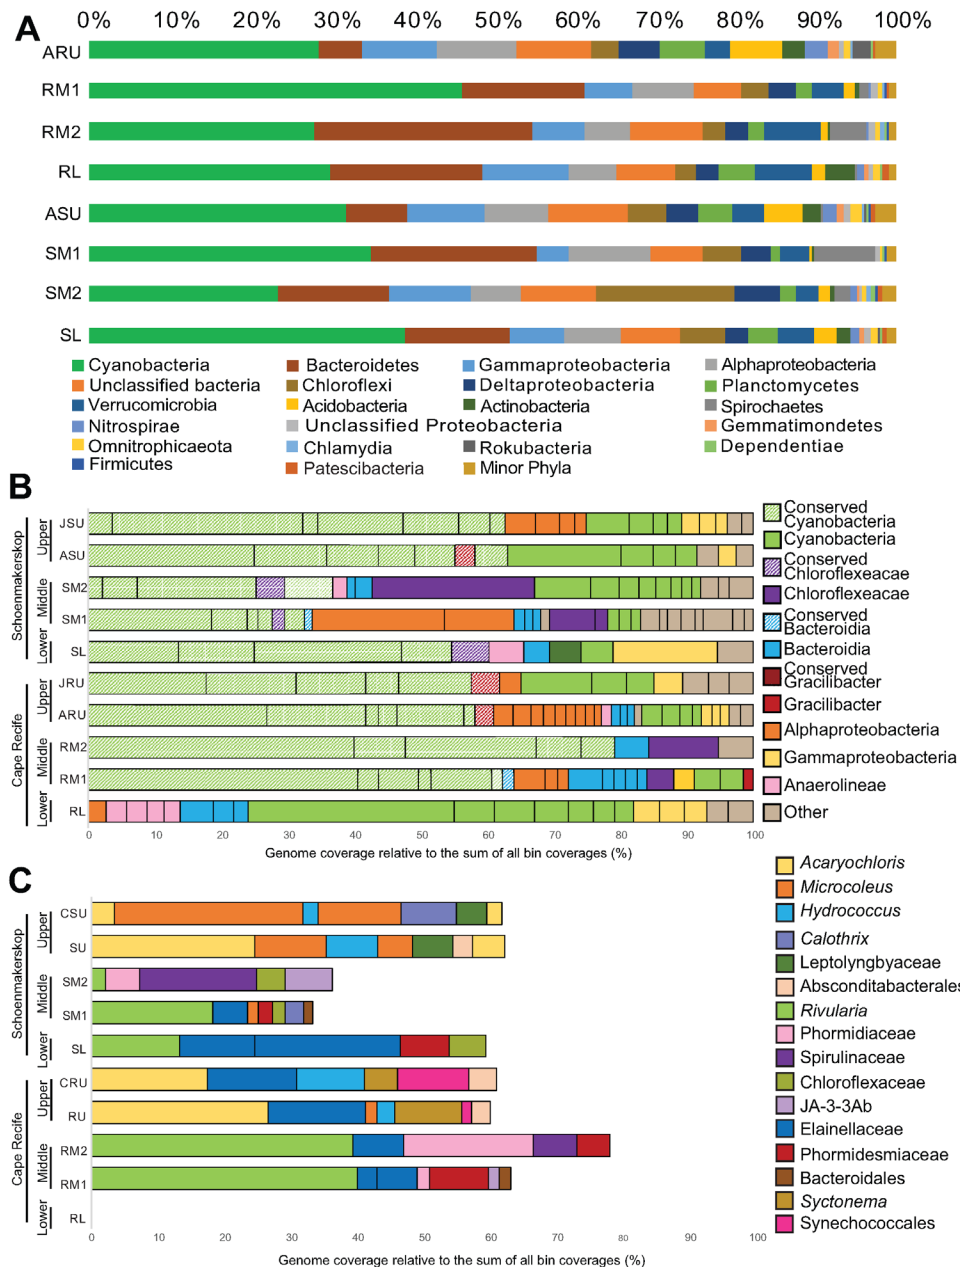 A
0% 10% 20% 30% 40% 50% 60% 70% 80% 90% 100%
ARU
RM1
RM2
RL
ASU
SM1
SM2
SL
Cyanobacteria Bacteroidetes Gammaproteobacteria Alphaproteobacteria
Unclassified bacteria Chloroflexi Deltaproteobacteria Planctomycetes
Verrucomicrobia Acidobacteria Actinobacteria Spirochaetes
Nitrospirae Unclassified Proteobacteria Gemmatimondetes
Omnitrophicaeota Chlamydia Rokubacteria Dependentiae
Firmicutes Patescibacteria Minor Phyla
B
Schoenmakerskop
Upper
Middle
Lower
Cape Recife
Upper
Middle
Lower
JSU
ASU
SM2
SM1
SL
JRU
ARU
RM2
RM1
RL
0 10 20 30 40 50 60 70 80 90 100
Genome coverage relative to the sum of all bin coverages (%)
Conserved
Cyanobacteria
Cyanobacteria
Conserved
Chloroflexeacae
Chloroflexeacae
Conserved
Bacteroidia
Bacteroidia
Conserved
Gracilibacter
Gracilibacter
Alphaproteobacteria
Gammaproteobacteria
Anaerolineae
Other
C
Schoenmakerskop
Upper
Middle
Lower
Cape Recife
Upper
Middle
Lower
CSU
SU
SM2
SM1
SL
CRU
RU
RM2
RM1
RL
0 10 20 30 40 50 60 70 80 90 100
Genome coverage relative to the sum of all bin coverages (%)
Acaryochloris
Microcoleus
Hydrococcus
Calothrix
Leptolyngbyaceae
Absconditabacterales
Rivularia
Phormidiaceae
Spirulinaceae
Chloroflexaceae
JA-3-3Ab
Elainellaceae
Phormidesmiaceae
Bacteroidales
Syctonema
Synechococcales